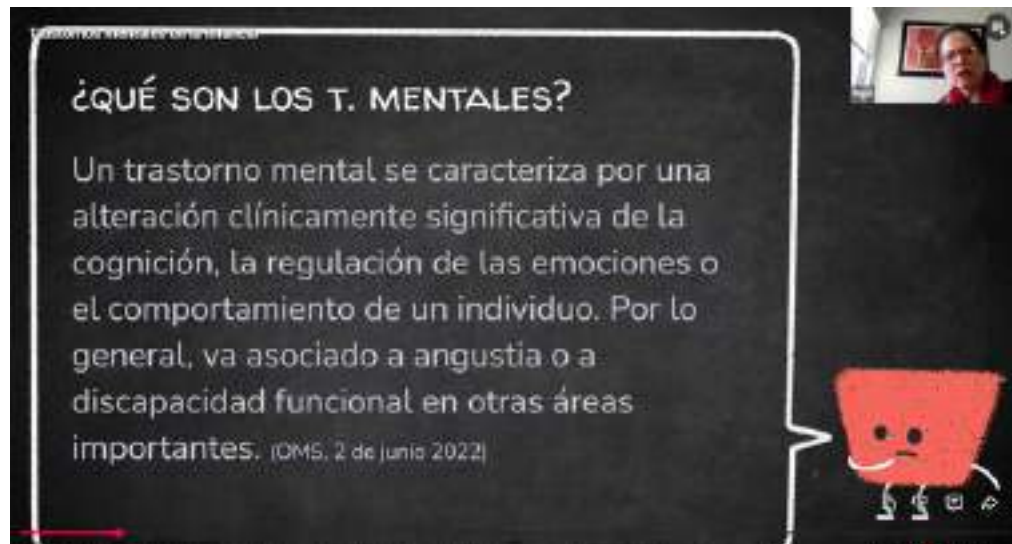 ¿QUÉ SON LOS T. MENTALES?
Un trastorno mental se caracteriza por una
alteración clínicamente significativa de la
cognición, la regulación de las emociones o
el comportamiento de un individuo. Por lo
general, va asociado a angustia o a
discapacidad funcional en otras áreas
importantes. (OMS, 2 de junio 2022)